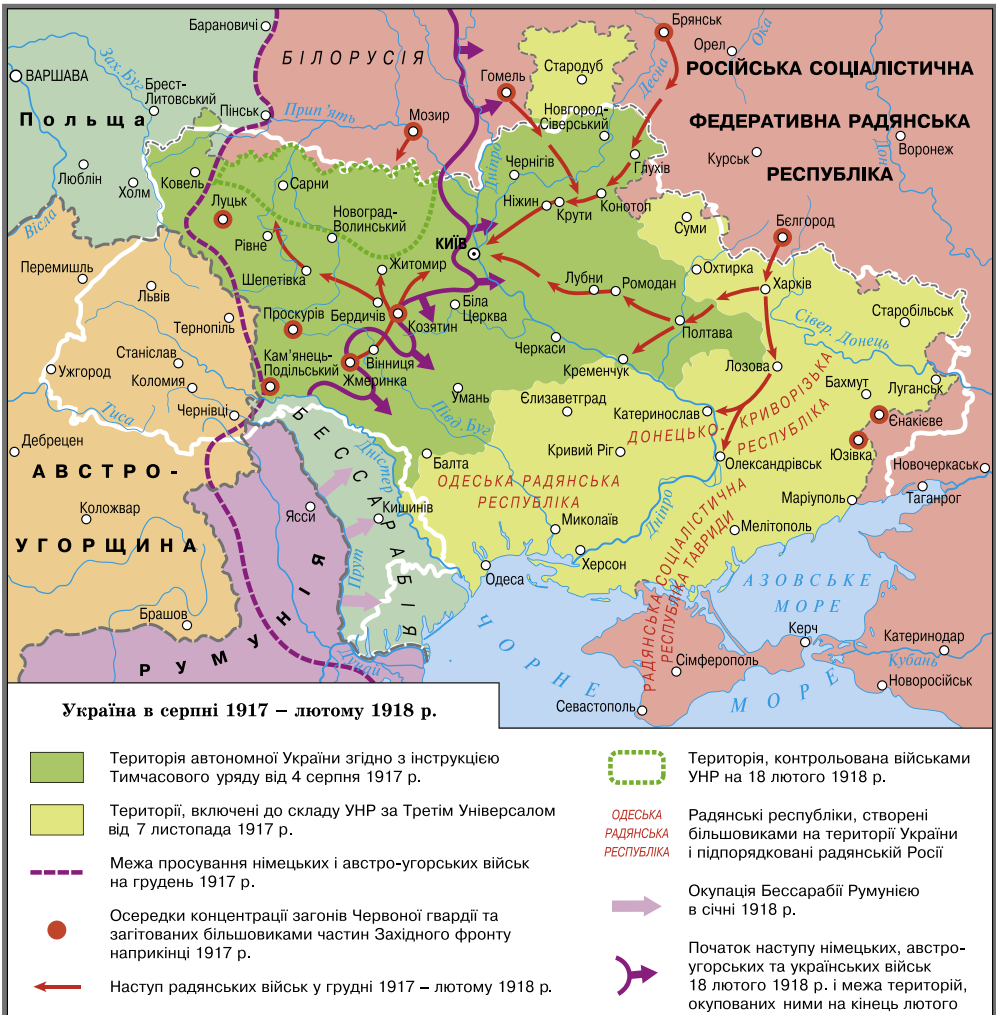 Барановичі
БІЛОРУСІЯ
Гомель
Брянськ
Орел
Ока
ВАРШАВА
Зах. Буг
Брест-
Литовський
Пінськ
Прип'ять
Мозир
Стародуб
Десна
РОСІЙСЬКА СОЦІАЛІСТИЧНА
ФЕДЕРАТИВНА РАДЯНСЬКА
РЕСПУБЛІКА
Польща
Новгород-
Сіверський
Дніпро
Чернігів
Глухів
Курськ
Дон
Воронеж
Люблін
Холм
Ковель
Сарни
Луцьк
Новоград-
Волинський
Ніжин
Крути
Конотоп
Вісла
Рівне
КИЇВ
Суми
Бєлгород
Перемишль
Шепетівка
Житомир
Лубни
Ромодан
Охтирка
Харків
Львів
Проскурів
Бердичів
Козятин
Біла
Церква
Полтава
Сівер. Донець
Старобільськ
Тернопіль
Кам'янець-
Подільський
Вінниця
Жмеринка
Черкаси
Кременчук
Лозова
Станіслав
Ужгород
Коломия
Чернівці
Тиса
Умань
Півд. Буг
Єлизаветград
Катеринослав
Бахмут
Луганськ
Єнакієве
ДОНЕЦЬКО-КРИВОРІЗЬКА
РЕСПУБЛІКА
Дебрецен
БЕССАРАБІЯ
Дністер
Балта
Кривий Ріг
Олександрівськ
Юзівка
Новочеркаськ
АВСТРО-
УГОРЩИНА
ОДЕСЬКА РАДЯНСЬКА
РЕСПУБЛІКА
Маріуполь
Таганрог
Коложвар
Ясси
Кишинів
Прут
Миколаїв
Дніпро
Мелітополь
Херсон
Одеса
РАДЯНСЬКА СОЦІАЛІСТИЧНА
РЕСПУБЛІКА ТАВРИДИ
АЗОВСЬКЕ
МОРЕ
Брашов
РУМУНІЯ
Дунай
ЧОРНЕ
МОРЕ
Керч
Катеринодар
Кубань
Сімферополь
Новоросійськ
Севастополь
Україна в серпні 1917 – лютому 1918 р.
Територія автономної України згідно з інструкцією
Тимчасового уряду від 4 серпня 1917 р.
Території, включені до складу УНР за Третім Універсалом
від 7 листопада 1917 р.
Межа просування німецьких і австро-угорських військ
на грудень 1917 р.
Осередки концентрації загонів Червоної гвардії та
загітованих більшовиками частин Західного фронту
наприкінці 1917 р.
Наступ радянських військ у грудні 1917 – лютому 1918 р.
Територія, контрольована військами
УНР на 18 лютого 1918 р.
ОДЕСЬКА
РАДЯНСЬКА
РЕСПУБЛІКА
Радянські республіки, створені
більшовиками на території України
і підпорядковані радянській Росії
Окупація Бессарабії Румунією
в січні 1918 р.
Початок наступу німецьких, австро-
угорських та українських військ
18 лютого 1918 р. і межа територій,
окупованих ними на кінець лютого